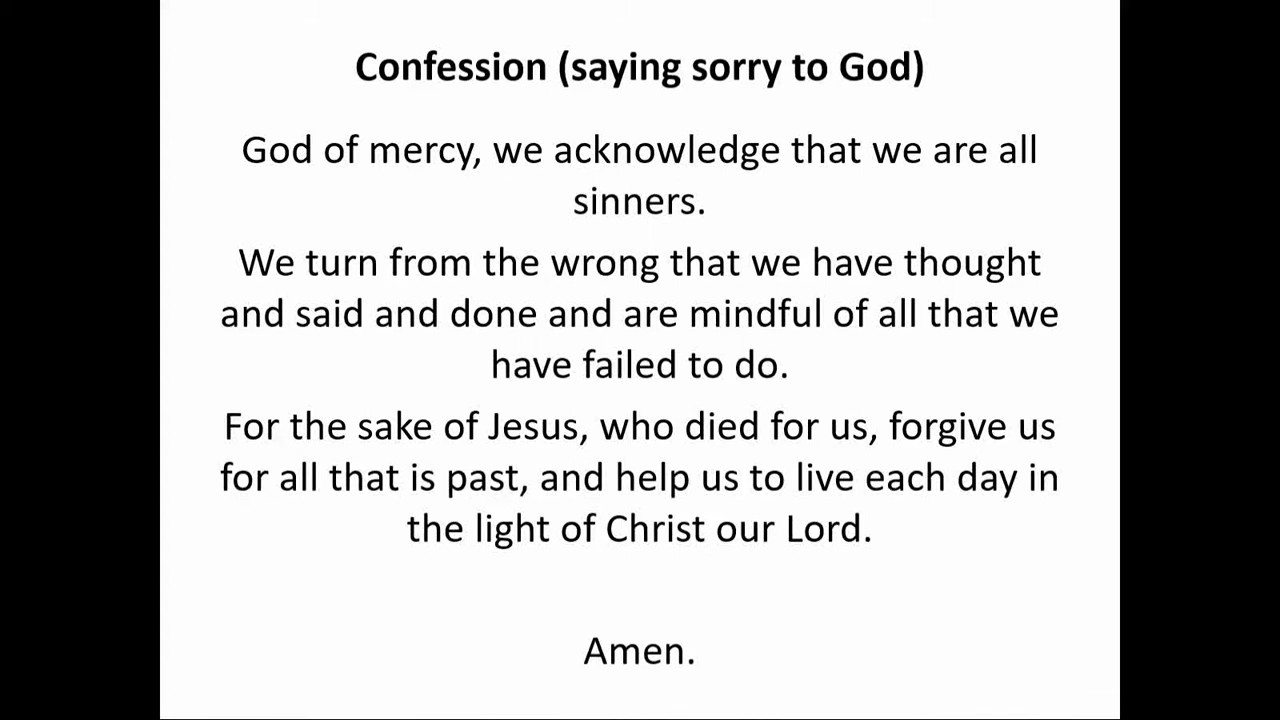 Confession (saying sorry to God)
God of mercy, we acknowledge that we are all
sinners.
We turn from the wrong that we have thought
and said and done and are mindful of all that we
have failed to do.
For the sake of Jesus, who died for us, forgive us
for all that is past, and help us to live each day in
the light of Christ our Lord.
Amen.